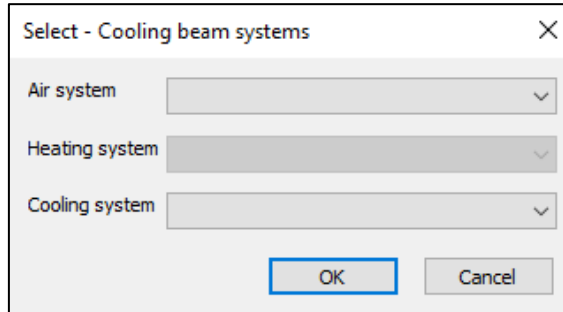 Select - Cooling beam systems
Air system
Heating system
Cooling system
OK Cancel